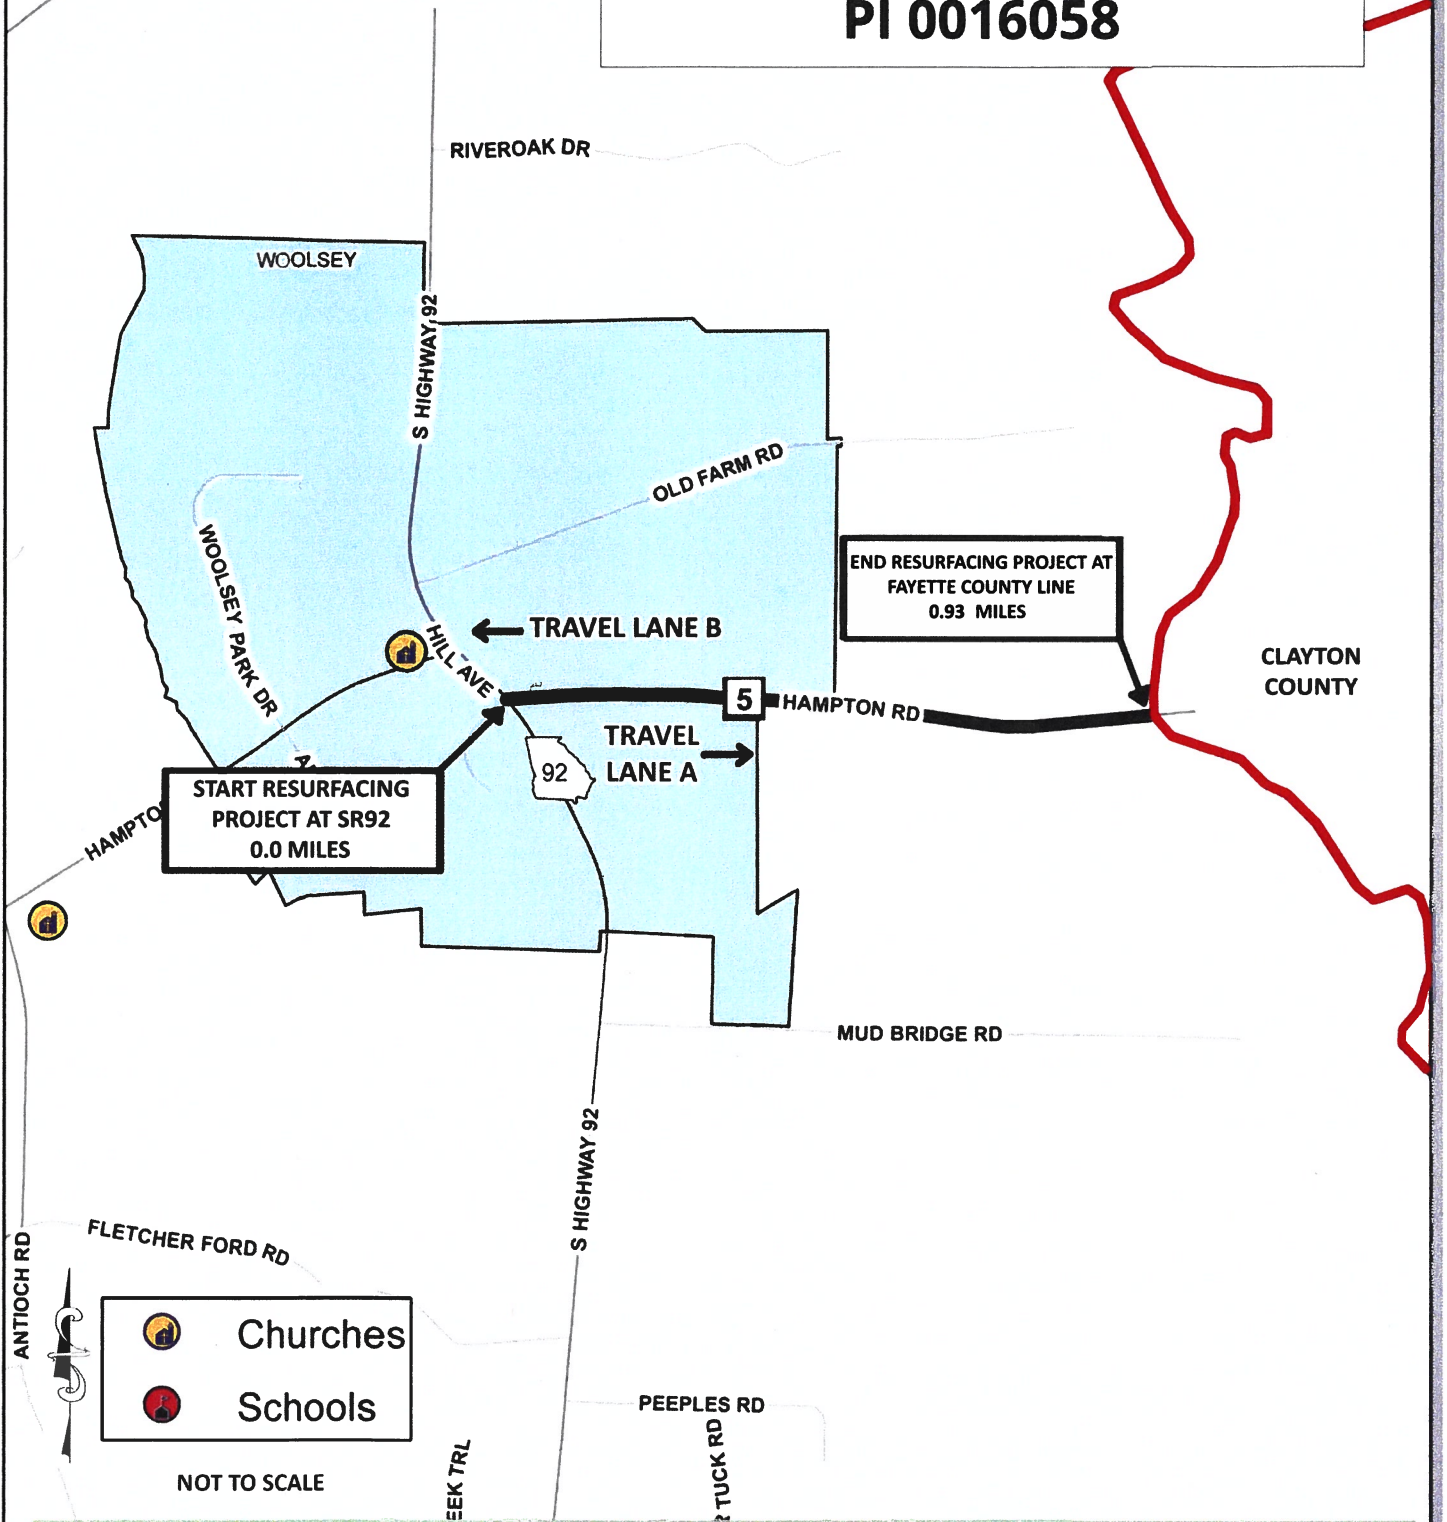 PI 0016058
RIVEROAK DR
WOOLSEY
S HIGHWAY 92
OLD FARM RD
WOOLSEY PARK DR
END RESURFACING PROJECT AT
FAYETTE COUNTY LINE
0.93 MILES
HILL AVE
TRAVEL LANE B
CLAYTON
COUNTY
5
HAMPTON RD
TRAVEL
LANE A
92
START RESURFACING
PROJECT AT SR92
0.0 MILES
HAMPTO
MUD BRIDGE RD
S HIGHWAY 92
FLETCHER FORD RD
ANTIOCH RD
Churches
Schools
PEEPLES RD
TUCK RD
EEK TRL
NOT TO SCALE